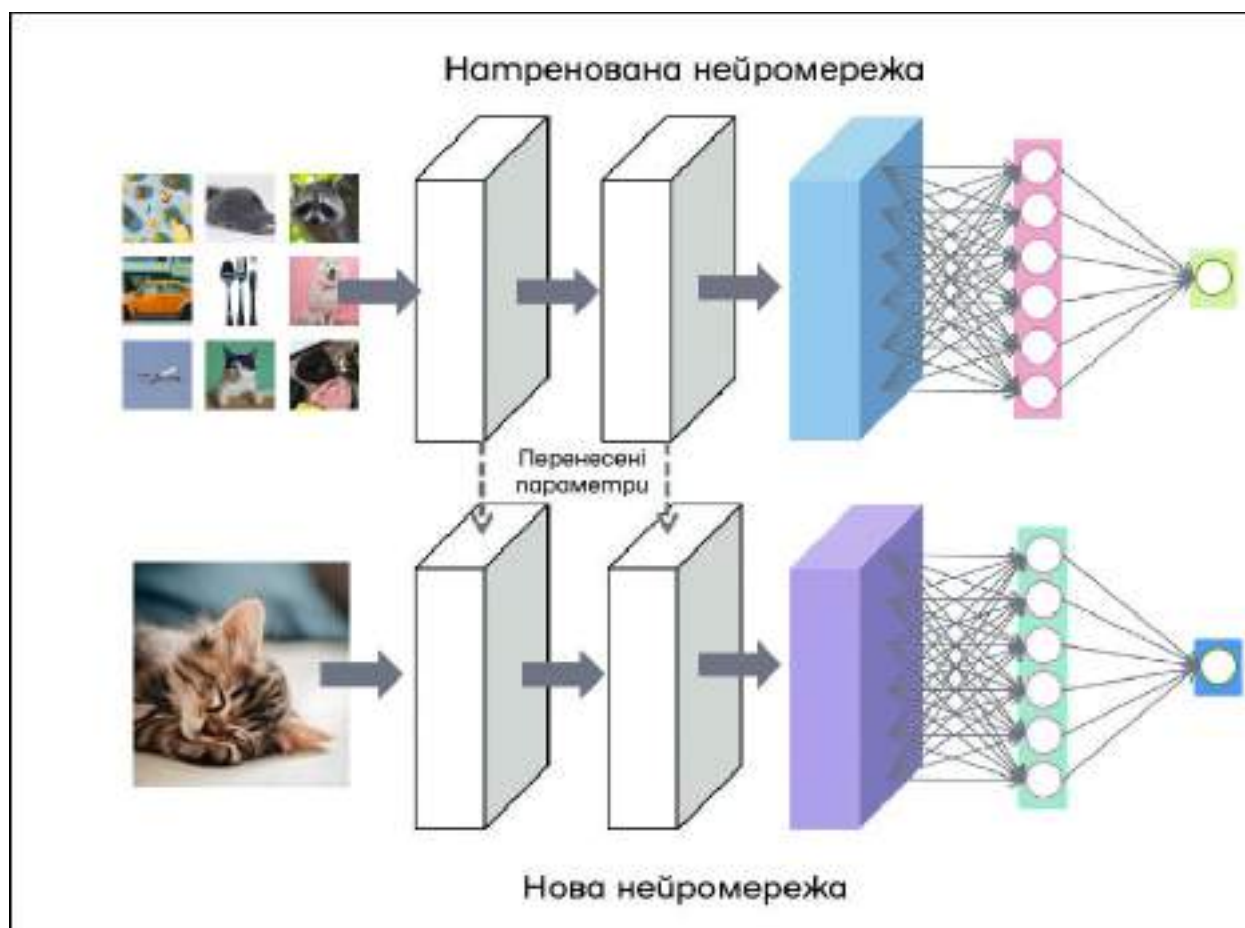 Натренована нейромережа
Перенесені
параметри
Нова нейромережа